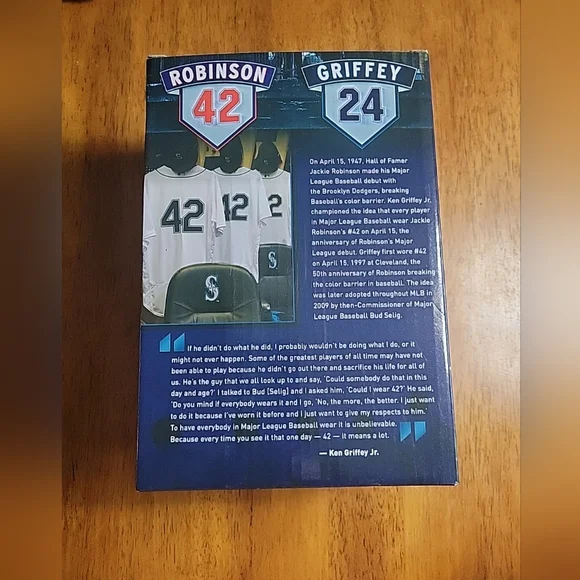 ROBINSON
42
GRIFFEY
24
42
42
2
S
On April 15, 1947, Hall of Famer
Jackie Robinson made his Major
League Baseball debut with
the Brooklyn Dodgers, breaking
Baseball's color barrier. Ken Griffey Jr.
championed the idea that every player
in Major League Baseball wear Jackie
Robinson's #42 on April 15, the
anniversary of Robinson's Major
League debut. Griffey first wore #42
on April 15, 1997 at Cleveland, the
50th anniversary of Robinson breaking
the color barrier in baseball. The idea
was later adopted throughout MLB in
2009 by then-Commissioner of Major
League Baseball Bud Selig.
“ If he didn't do what he did, I probably wouldn't be doing what I do, or it
might not ever happen. Some of the greatest players of all time may have not
been able to play because he didn't go out there and sacrifice his life for all of
us. He's the guy that we all look up to and say, 'Could somebody do that in this
day and age?' I talked to Bud [Selig] and I asked him, 'Could I wear 42?' He said,
'Do you mind if everybody wears it and I go, 'No, the more, the better. I just want
to do it because I've worn it before and I just want to give my respects to him.'
To have everybody in Major League Baseball wear it is unbelievable.
Because every time you see it that one day — 42 — it means a lot. ”
— Ken Griffey Jr.